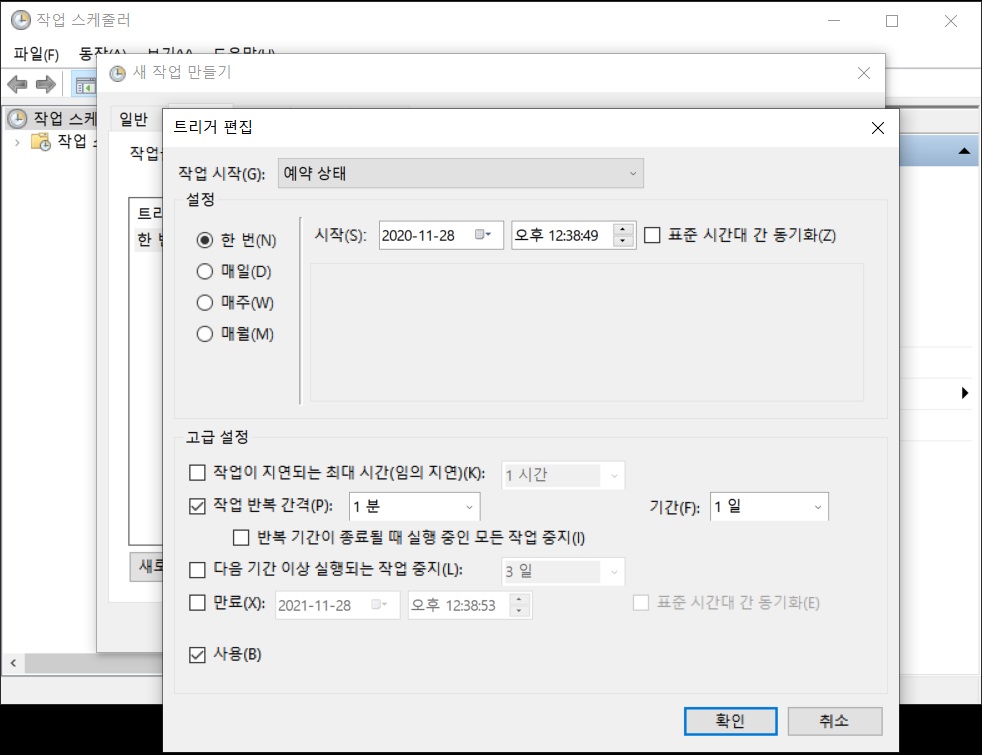 작업 스케줄러
파일(F) 동작(A) 보기(V) 도움말(H)
새 작업 만들기
작업 스케
작업
일반
트리
한
새로
트리거 편집
작업 시작(G): 예약 상태
설정
한 번(N)
매일(D)
매주(W)
매월(M)
시작(S): 2020-11-28 오후 12:38:49 표준 시간대 간 동기화(Z)
고급 설정
작업이 지연되는 최대 시간(임의 지연)(K): 1 시간
작업 반복 간격(P): 1 분 기간(F): 1 일
반복 기간이 종료될 때 실행 중인 모든 작업 중지(I)
다음 기간 이상 실행되는 작업 중지(L): 3 일
만료(X): 2021-11-28 오후 12:38:53 표준 시간대 간 동기화(E)
사용(B)
확인 취소